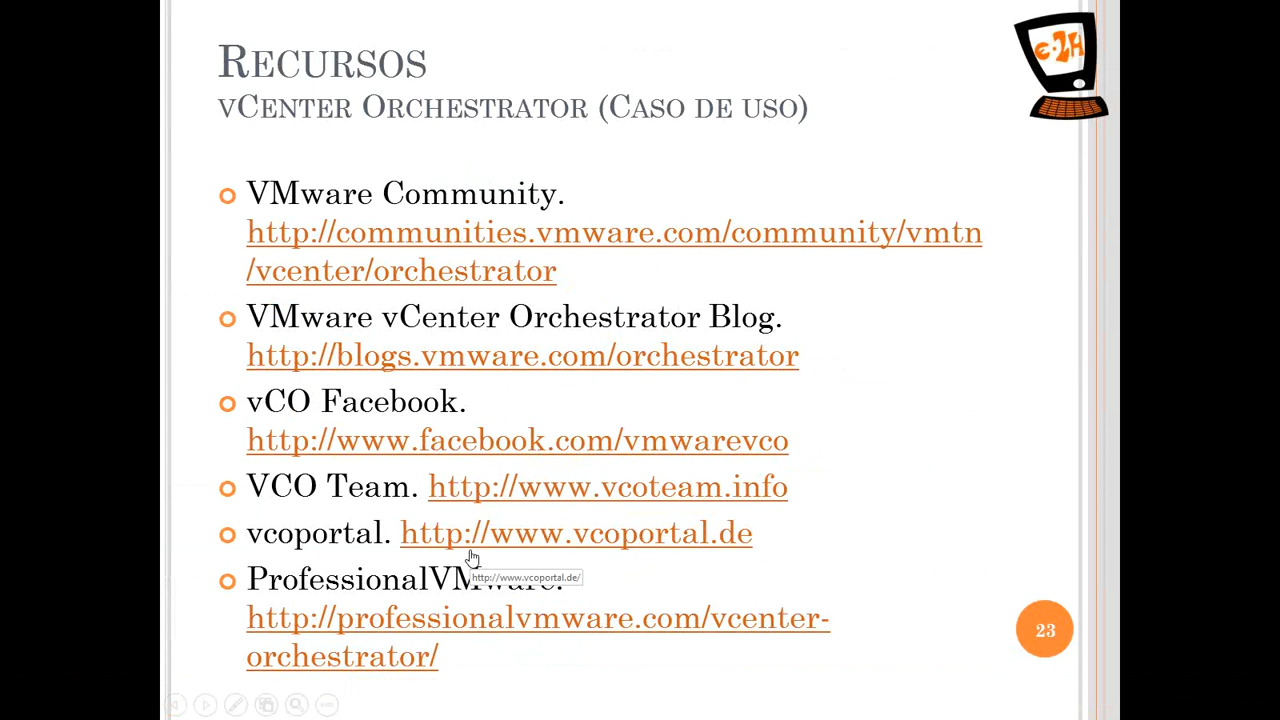 RECURSOS
VCENTER ORCHESTRATOR (CASO DE USO)
e-2H
VMware Community.
http://communities.vmware.com/community/vmtn
/vcenter/orchestrator
VMware vCenter Orchestrator Blog.
http://blogs.vmware.com/orchestrator
vCO Facebook.
http://www.facebook.com/vmwarevco
VCO Team. http://www.vcoteam.info
vcoportal. http://www.vcoportal.de
http://www.vcoportal.de/
ProfessionalVMware.
http://professionalvmware.com/vcenter-
orchestrator/
23